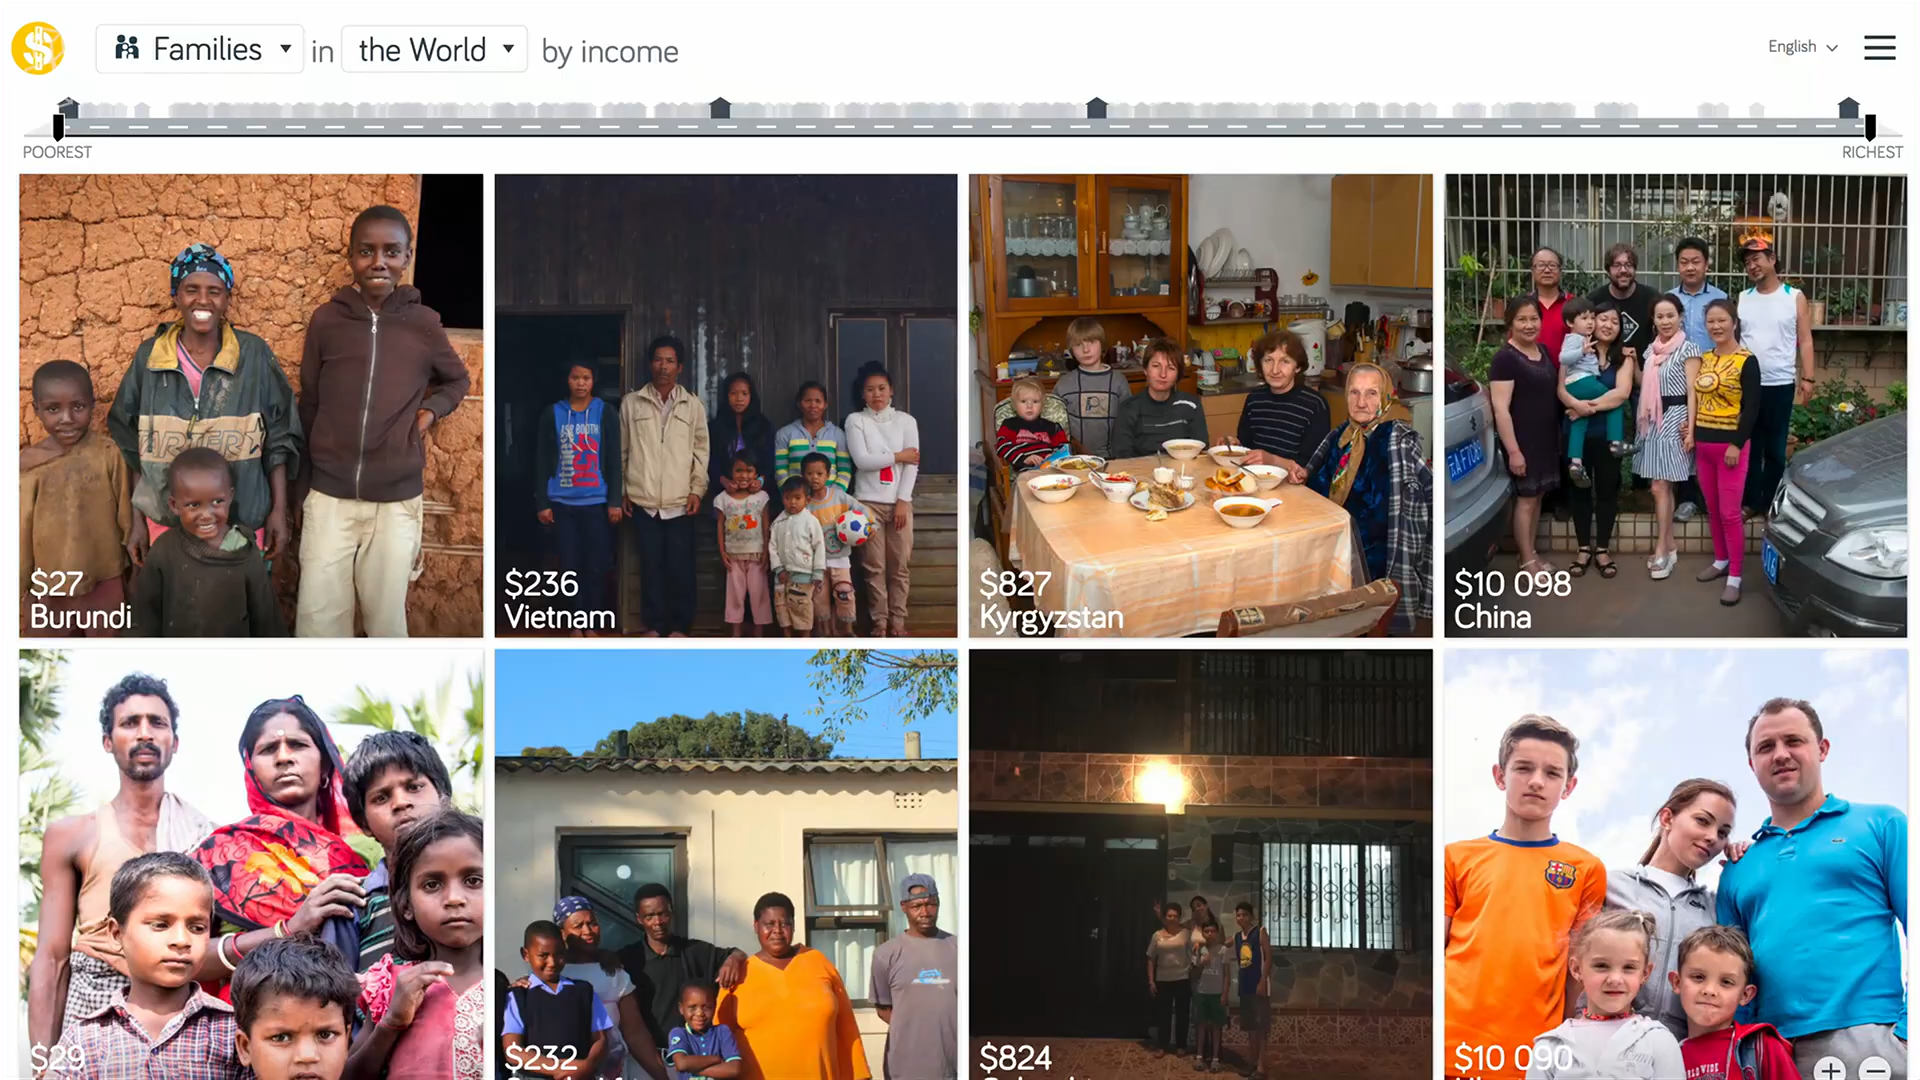 $
Families in the World by income
English
POOREST
RICHEST
$27
Burundi
$236
Vietnam
$827
Kyrgyzstan
$10 098
China
$29
$232
$824
$10 090